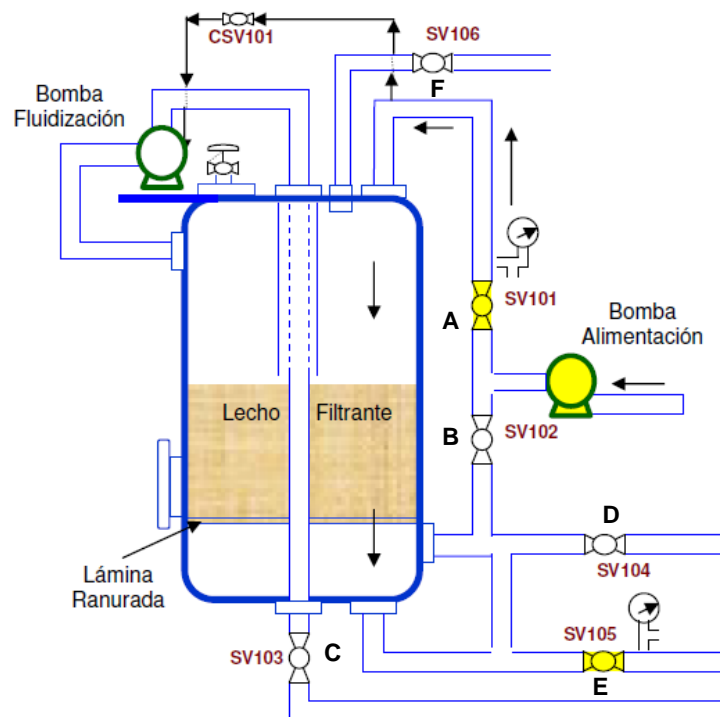 SV106
CSV101
F
Bomba
Fluidización
A
SV101
Bomba
Alimentación
Lecho
Filtrante
B
SV102
D
SV104
Lámina
Ranurada
SV105
SV103
C
E